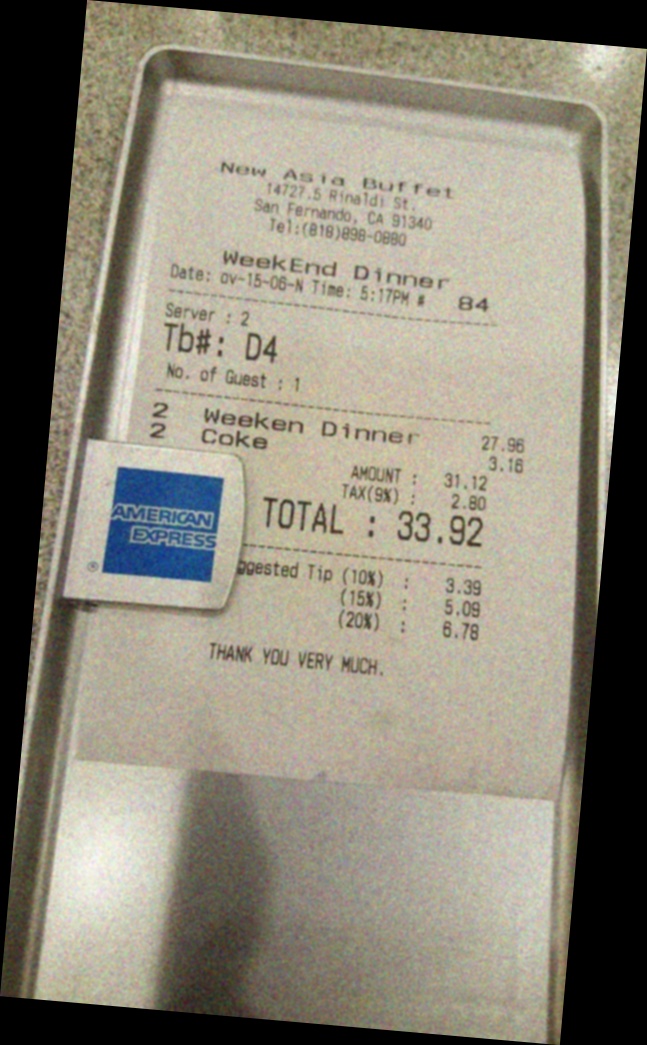 New Asia Buffet
14727.5 Rinaldi St.
San Fernando, CA 91340
Tel:(818)898-0880
WeekEnd Dinner
Date: ov-15-06-N Time: 5:17PM # 84
Server : 2
Tb#: D4
No. of Guest : 1
2 Weeken Dinner 27.96
2 Coke 3.16
AMOUNT : 31.12
TAX(9%) : 2.80
TOTAL : 33.92
ggested Tip (10%) : 3.39
(15%) : 5.09
(20%) : 6.78
THANK YOU VERY MUCH.
AMERICAN
EXPRESS
®